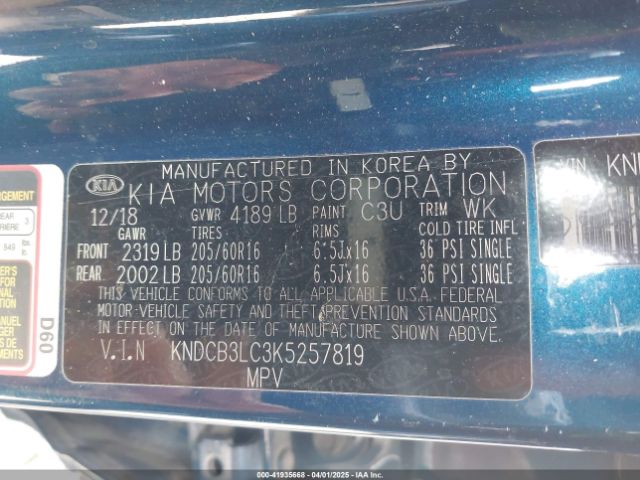 MANUFACTURED IN KOREA BY
KIA KIA MOTORS CORPORATION
12/18 GVWR 4189 LB PAINT C3U TRIM WK
GAWR TIRES RIMS COLD TIRE INFL
FRONT 2319 LB 205/60R16 6.5Jx16 36 PSI SINGLE
REAR 2002 LB 205/60R16 6.5Jx16 36 PSI SINGLE
THIS VEHICLE CONFORMS TO ALL APPLICABLE U.S.A. FEDERAL
MOTOR-VEHICLE SAFETY AND THEFT PREVENTION STANDARDS
IN EFFECT ON THE DATE OF MANUFACTURE SHOWN ABOVE.
V.I.N KNDCB3LC3K5257819
MPV
D60
VIN KN
000-41935668 04/01/2025 (COPART)